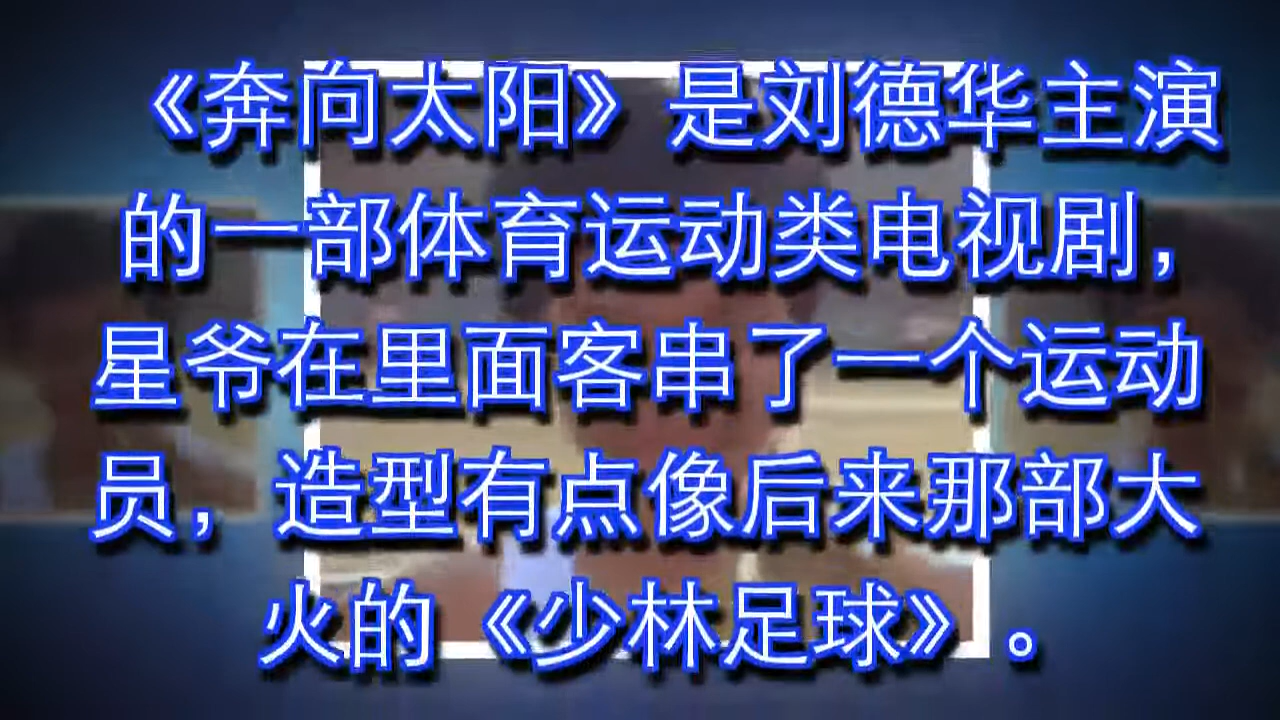 《奔向太阳》是刘德华主演
的一部体育运动类电视剧，
星爷在里面客串了一个运动
员，造型有点像后来那部大
火的《少林足球》。